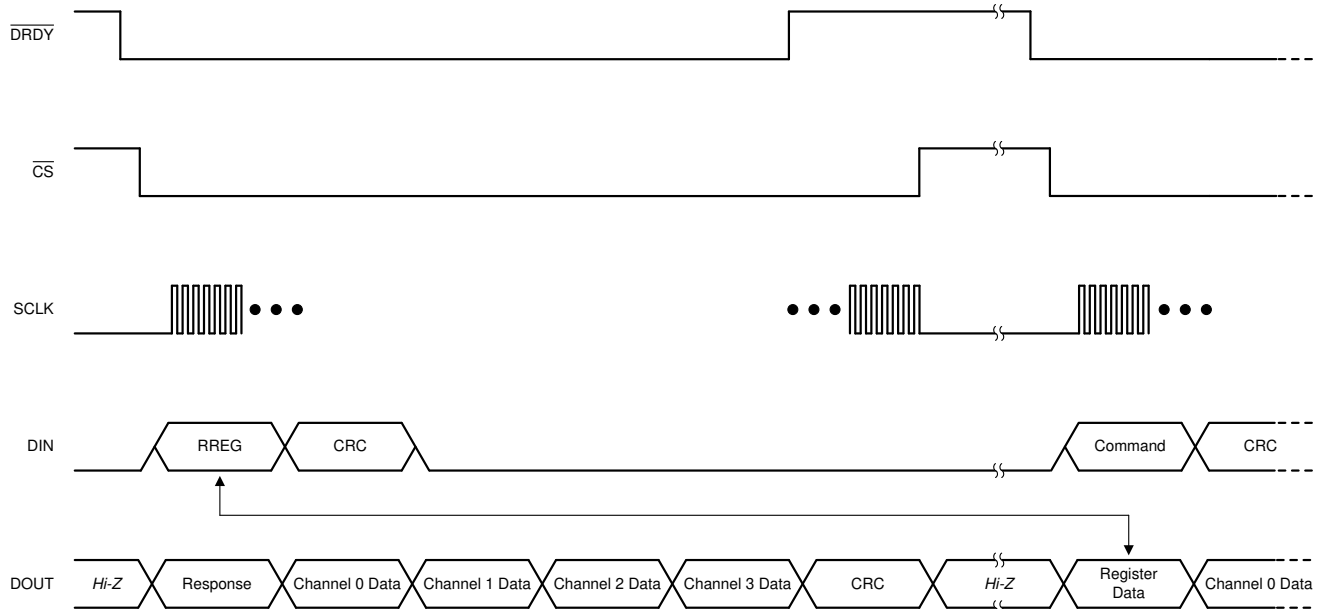 DRDY
CS
SCLK
DIN
RREG
CRC
Command
CRC
DOUT
Hi-Z
Response
Channel 0 Data
Channel 1 Data
Channel 2 Data
Channel 3 Data
CRC
Hi-Z
Register
Data
Channel 0 Data